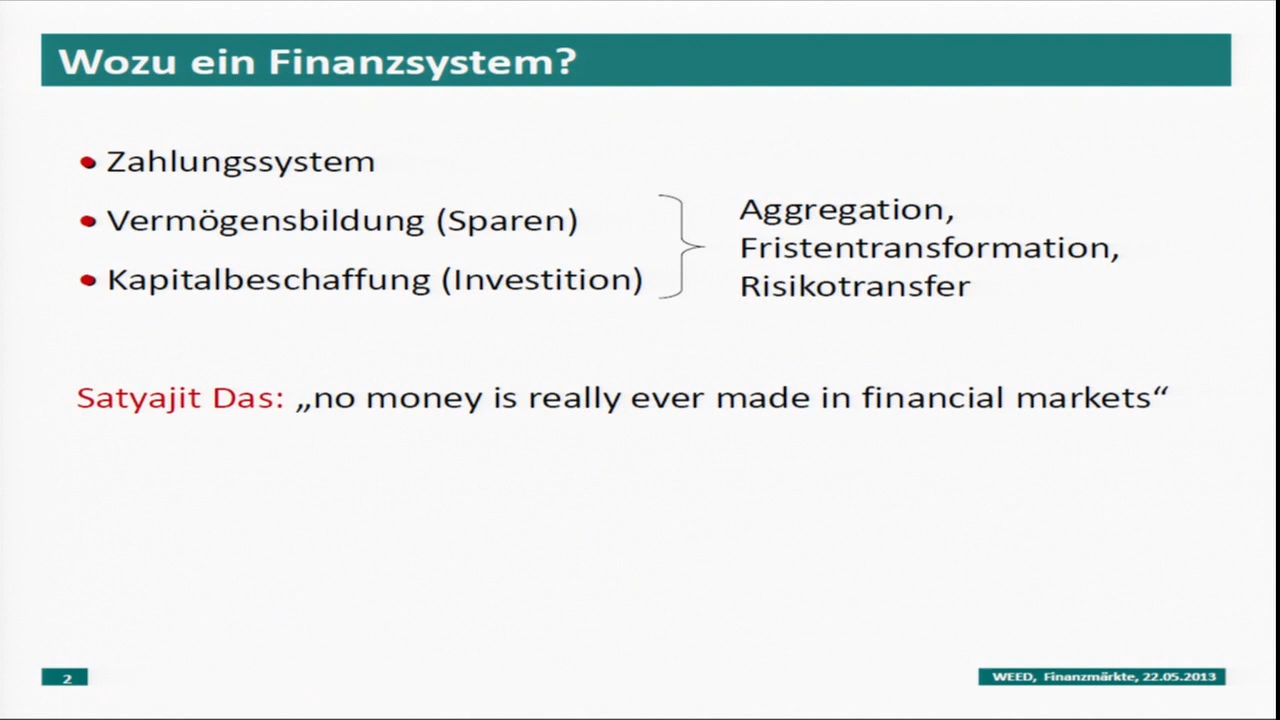 Wozu ein Finanzsystem?
• Zahlungssystem
• Vermögensbildung (Sparen)
• Kapitalbeschaffung (Investition)
Aggregation,
Fristentransformation,
Risikotransfer
Satyajit Das: „no money is really ever made in financial markets“
2
WEED, Finanzmärkte, 22.05.2013